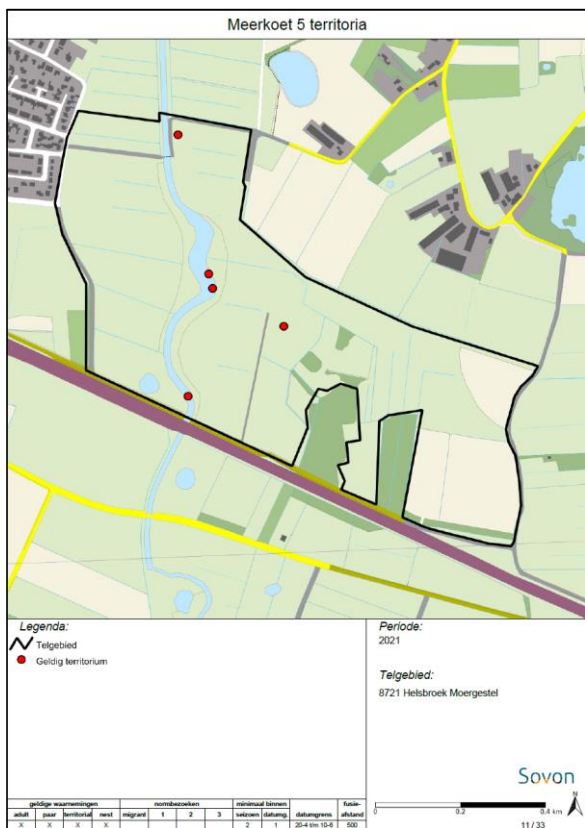 Meerkoet 5 territoria
Legenda:
Telgebied
Geldig territorium
Periode:
2021
Telgebied:
8721 Helsbroek Moergestel
Sovon
N
0 0.2 0.4 km
11 / 33
geldige waarnemingen normbezoeken minimaal binnen fusie-
adult paar territorial nest migrant 1 2 3 seizoen datumg. datumgrens afstand
X X X X 2 1 20-4 t/m 10-6 500